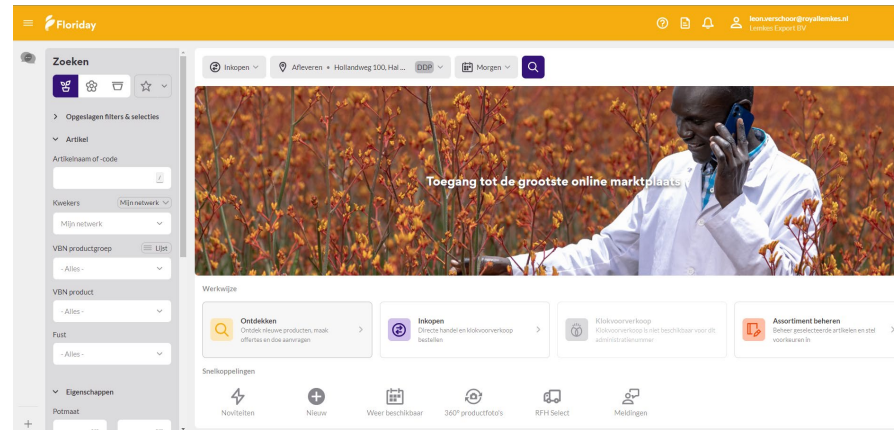 Floriday
leon.verschoor@royallemkes.nl
Lemkes Export BV
Zoeken
Opgeslagen filters & selecties
Artikel
Artikelnaam of -code
/
Kwekers
Mijn netwerk
Mijn netwerk
VBN productgroep
Lijst
- Alles -
VBN product
- Alles -
Fust
- Alles -
Eigenschappen
Potmaat
Inkopen
Afleveren • Hollandweg 100, Hal ...
DDP
Morgen
Toegang tot de grootste online marktplaats
Werkwijze
Ontdekken
Ontdek nieuwe producten, maak
offertes en doe aanvragen
Inkopen
Directe handel en klokvoorverkoop
bestellen
Klokvoorverkoop
Klokvoorverkoop is niet beschikbaar voor dit
administratienummer
Assortiment beheren
Beheer geselecteerde artikelen en stel
voorkeuren in
Snelkoppelingen
Noviteiten
Nieuw
Weer beschikbaar
360° productfoto's
RFH Select
Meldingen